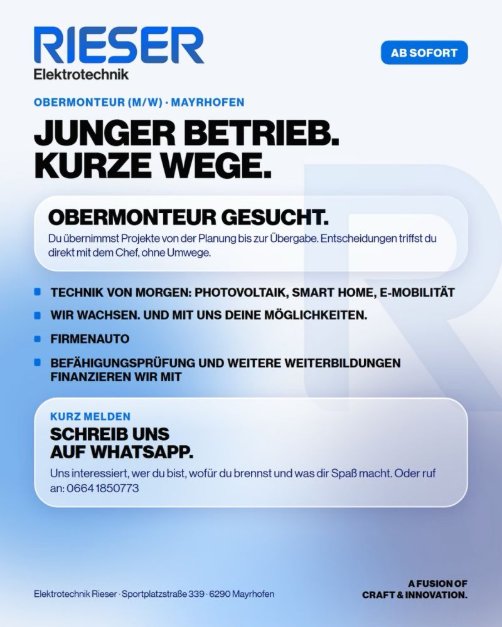 RIESER
Elektrotechnik
AB SOFORT
OBERMONTEUR (M/W) · MAYRHOFEN
JUNGER BETRIEB.
KURZE WEGE.
OBERMONTEUR GESUCHT.
Du übernimmst Projekte von der Planung bis zur Übergabe. Entscheidungen triffst du
direkt mit dem Chef, ohne Umwege.
TECHNIK VON MORGEN: PHOTOVOLTAIK, SMART HOME, E-MOBILITÄT
WIR WACHSEN. UND MIT UNS DEINE MÖGLICHKEITEN.
FIRMENAUTO
BEFÄHIGUNGSPRÜFUNG UND WEITERE WEITERBILDUNGEN
FINANZIEREN WIR MIT
KURZ MELDEN
SCHREIB UNS
AUF WHATSAPP.
Uns interessiert, wer du bist, wofür du brennst und was dir Spaß macht. Oder ruf
an: 0664 1850773
Elektrotechnik Rieser · Sportplatzstraße 339 · 6290 Mayrhofen
A FUSION OF
CRAFT & INNOVATION.